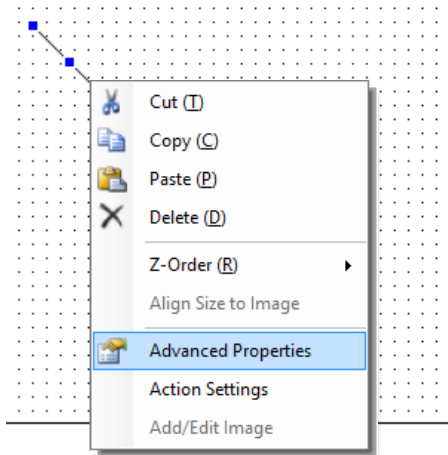 Cut (T)
Copy (C)
Paste (P)
Delete (D)
Z-Order (R)
Align Size to Image
Advanced Properties
Action Settings
Add/Edit Image